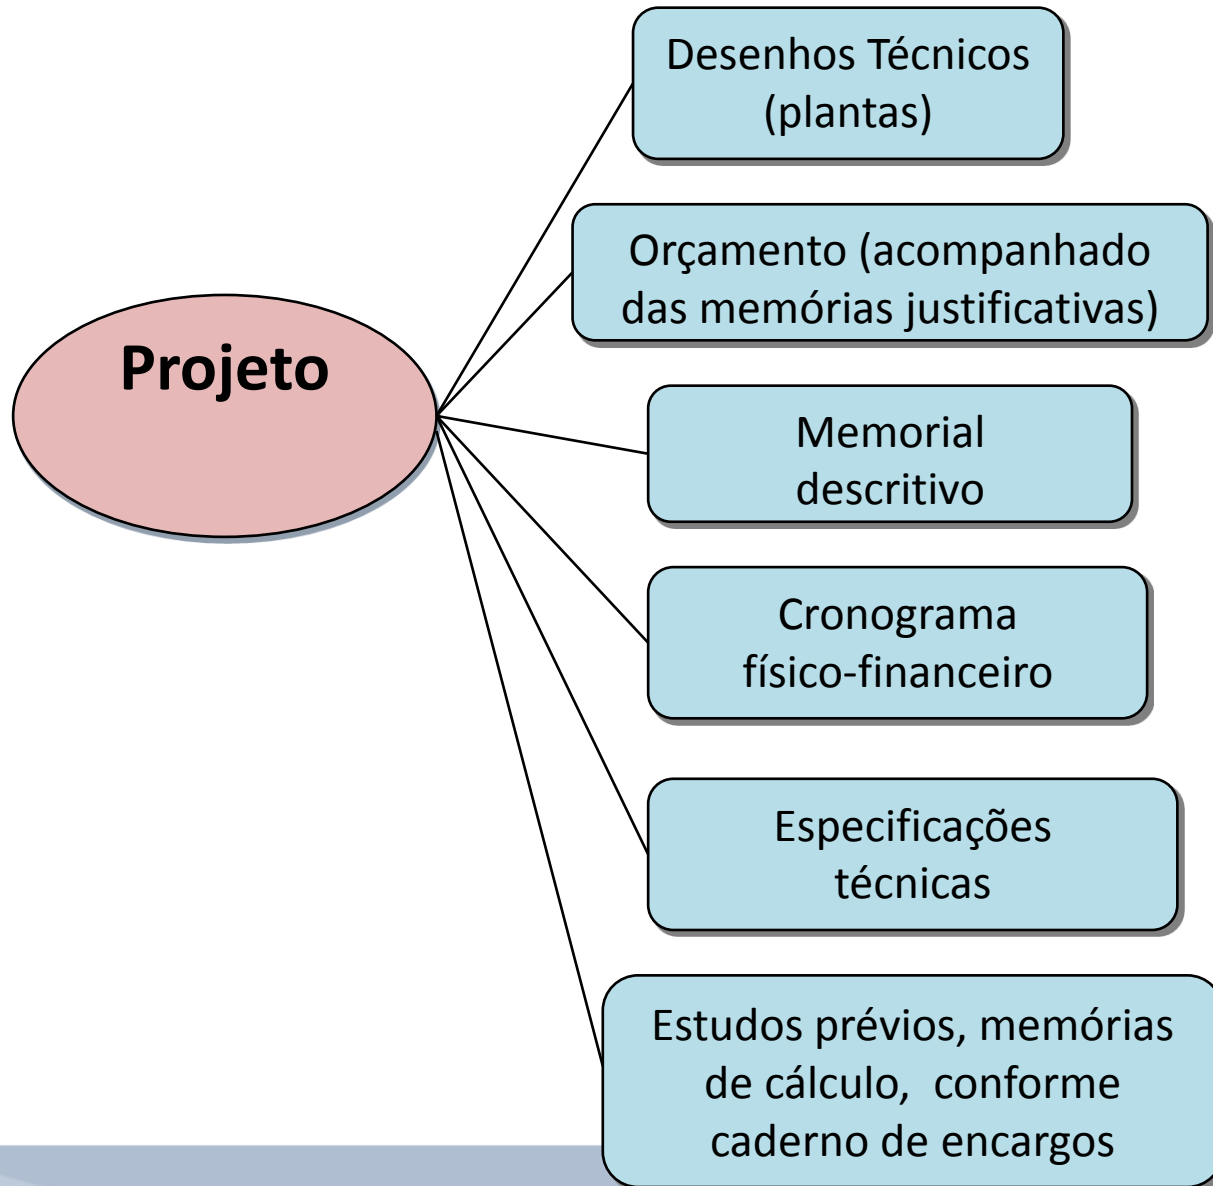 Desenhos Técnicos
(plantas)
Orçamento (acompanhado
das memórias justificativas)
Projeto
Memorial
descritivo
Cronograma
físico-financeiro
Especificações
técnicas
Estudos prévios, memórias
de cálculo,  conforme
caderno de encargos